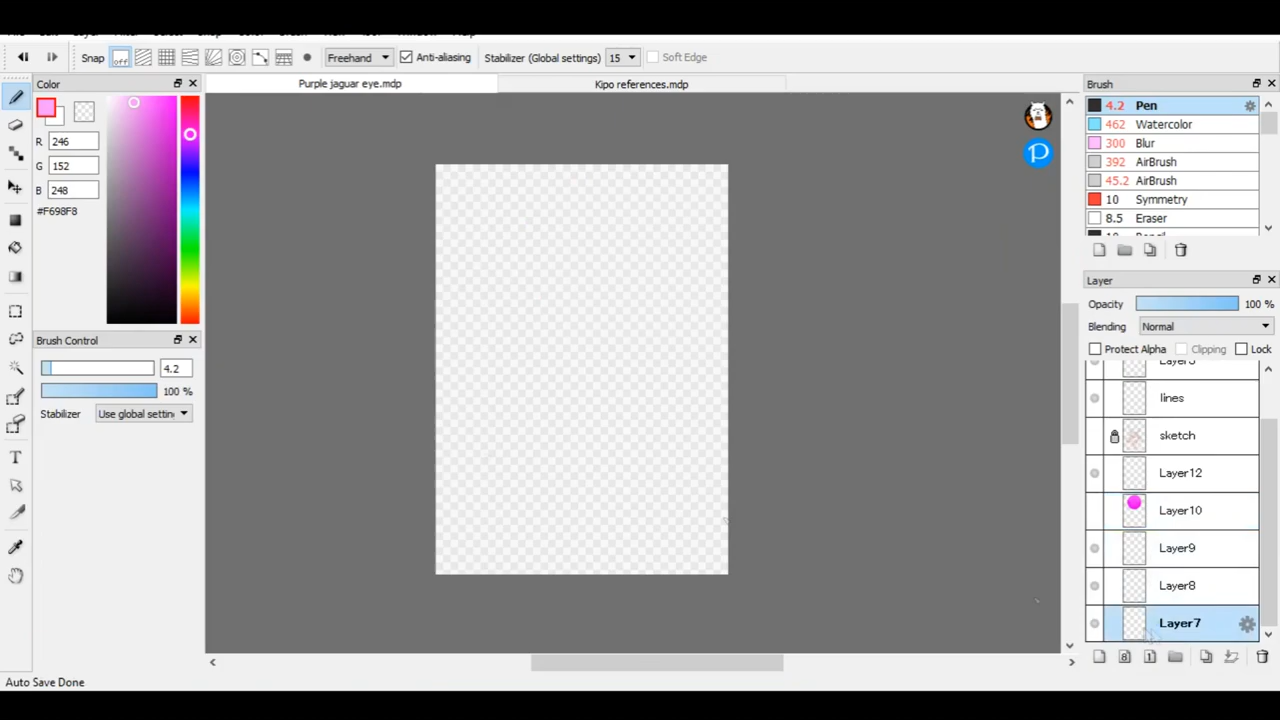 Snap off Freehand Anti-aliasing Stabilizer (Global settings) 15 Soft Edge
Color
Purple jaguar eye.mdp Kipo references.mdp
Brush
R 246
G 152
B 248
#F698F8
4.2 Pen
462 Watercolor
300 Blur
392 AirBrush
45.2 AirBrush
10 Symmetry
8.5 Eraser
P
Brush Control
4.2
100 %
Stabilizer Use global settin
Layer
Opacity 100 %
Blending Normal
Protect Alpha Clipping Lock
lines
sketch
Layer12
Layer10
Layer9
Layer8
Layer7
8 1
T
Auto Save Done